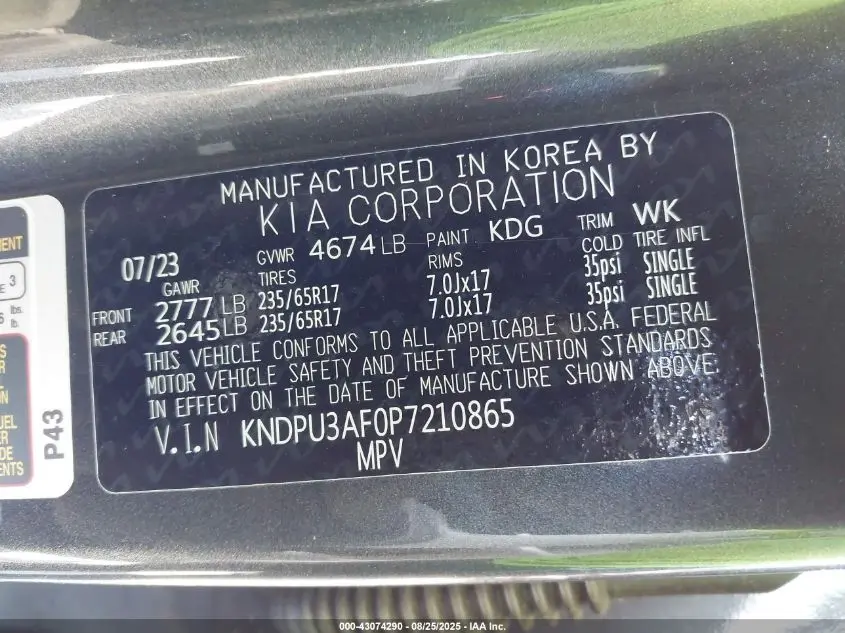 MANUFACTURED IN KOREA BY
KIA CORPORATION
07/23 GVWR 4674 LB PAINT KDG TRIM WK
GAWR TIRES RIMS COLD TIRE INFL
FRONT 2777 LB 235/65R17 7.0Jx17 35psi SINGLE
REAR 2645 LB 235/65R17 7.0Jx17 35psi SINGLE
THIS VEHICLE CONFORMS TO ALL APPLICABLE U.S.A. FEDERAL
MOTOR VEHICLE SAFETY AND THEFT PREVENTION STANDARDS
IN EFFECT ON THE DATE OF MANUFACTURE SHOWN ABOVE.
V.I.N KNDPU3AF0P7210865
MPV
3
lbs.
lb.
P43
000-43074290 - 08/25/2025 - IAA Inc.